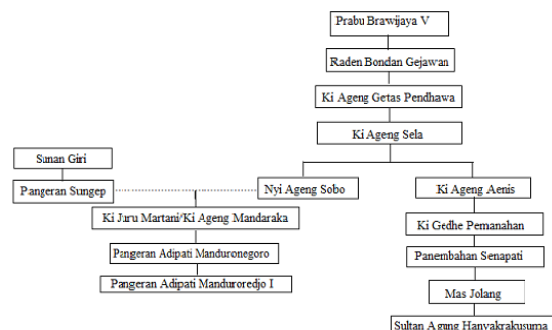 Prabu Brawijaya V
Raden Bondan Gejawan
Ki Ageng Getas Pendhawa
Ki Ageng Sela
Sunan Giri
Pangeran Sungep
Nyi Ageng Sobo
Ki Ageng Aenis
Ki Juru Martani/Ki Ageng Mandaraka
Ki Gedhe Pemanahan
Pangeran Adipati Manduronegoro
Panembahan Senapati
Pangeran Adipati Manduroredjo I
Mas Jolang
Sultan Agung Hanyakrakusuma